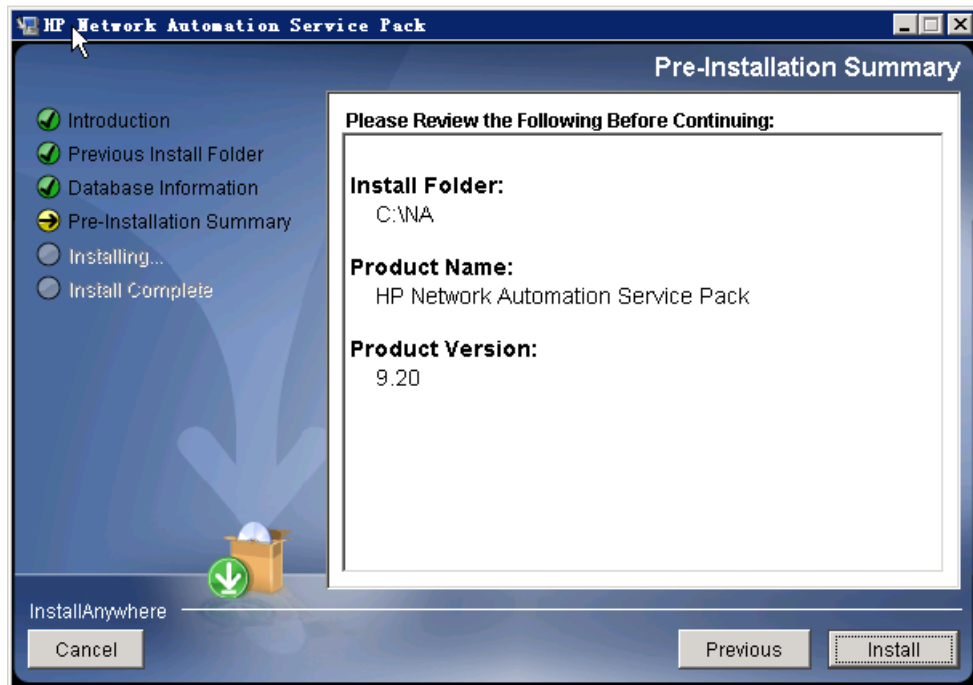 HP Network Automation Service Pack
Pre-Installation Summary
Introduction
Previous Install Folder
Database Information
Pre-Installation Summary
Installing...
Install Complete
Please Review the Following Before Continuing:
Install Folder:
C:\NA
Product Name:
HP Network Automation Service Pack
Product Version:
9.20
InstallAnywhere
Cancel
Previous
Install